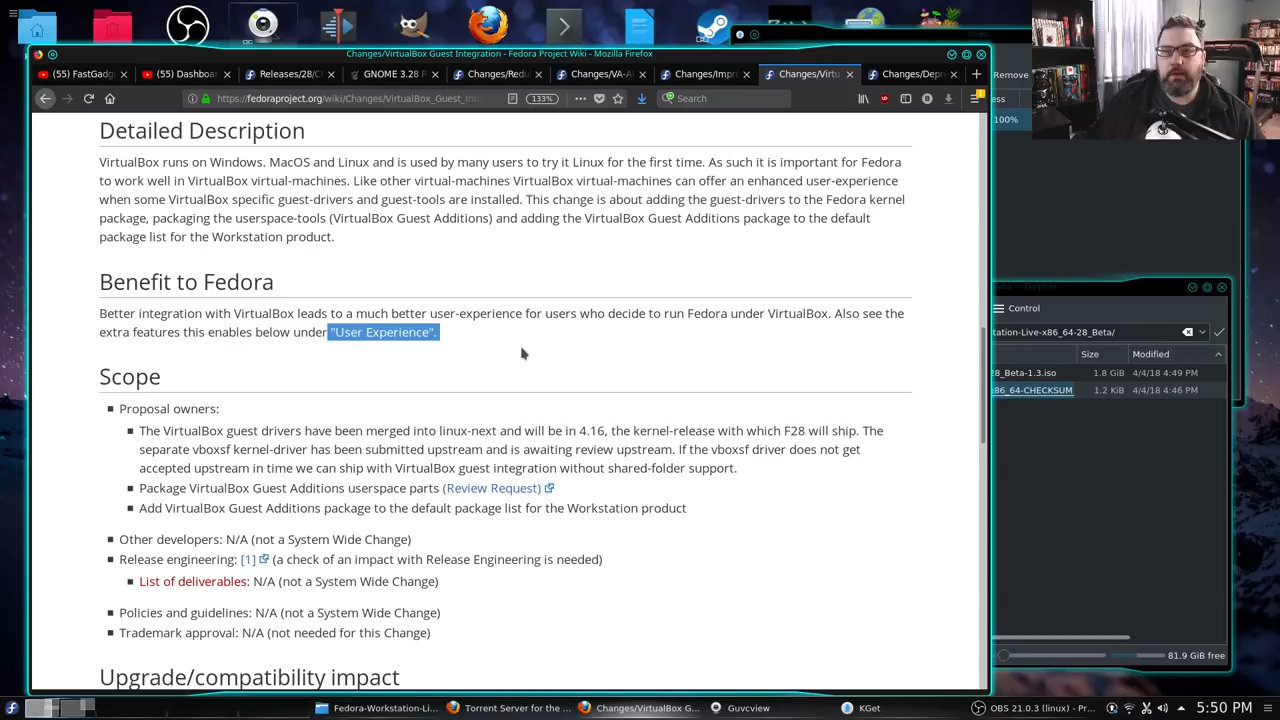 Changes/VirtualBox Guest Integration - Fedora Project Wiki - Mozilla Firefox
(55) FastGadg
(55) Dashboa
Releases/28/C
GNOME 3.28 R
Changes/Redu
Changes/VA-A
Changes/Impr
Changes/Virtu
Changes/Depr
https://fedoraproject.org/wiki/Changes/VirtualBox_Guest_Int
133%
Search
Remove
100%
Detailed Description
VirtualBox runs on Windows. MacOS and Linux and is used by many users to try it Linux for the first time. As such it is important for Fedora
to work well in VirtualBox virtual-machines. Like other virtual-machines VirtualBox virtual-machines can offer an enhanced user-experience
when some VirtualBox specific guest-drivers and guest-tools are installed. This change is about adding the guest-drivers to the Fedora kernel
package, packaging the userspace-tools (VirtualBox Guest Additions) and adding the VirtualBox Guest Additions package to the default
package list for the Workstation product.
Benefit to Fedora
Better integration with VirtualBox leads to a much better user-experience for users who decide to run Fedora under VirtualBox. Also see the
extra features this enables below under "User Experience".
Scope
Proposal owners:
The VirtualBox guest drivers have been merged into linux-next and will be in 4.16, the kernel-release with which F28 will ship. The
separate vboxsf kernel-driver has been submitted upstream and is awaiting review upstream. If the vboxsf driver does not get
accepted upstream in time we can ship with VirtualBox guest integration without shared-folder support.
Package VirtualBox Guest Additions userspace parts (Review Request)
Add VirtualBox Guest Additions package to the default package list for the Workstation product
Other developers: N/A (not a System Wide Change)
Release engineering: [1] (a check of an impact with Release Engineering is needed)
List of deliverables: N/A (not a System Wide Change)
Policies and guidelines: N/A (not a System Wide Change)
Trademark approval: N/A (not needed for this Change)
Upgrade/compatibility impact
Control
tation-Live-x86_64-28_Beta/
Size Modified
28_Beta-1.3.iso 1.8 GiB 4/4/18 4:49 PM
x86_64-CHECKSUM 1.2 KiB 4/4/18 4:46 PM
81.9 GiB free
Fedora-Workstation-Li...
Torrent Server for the ...
Changes/VirtualBox G...
Guvcview
KGet
OBS 21.0.3 (linux) - Pr...
5:50 PM